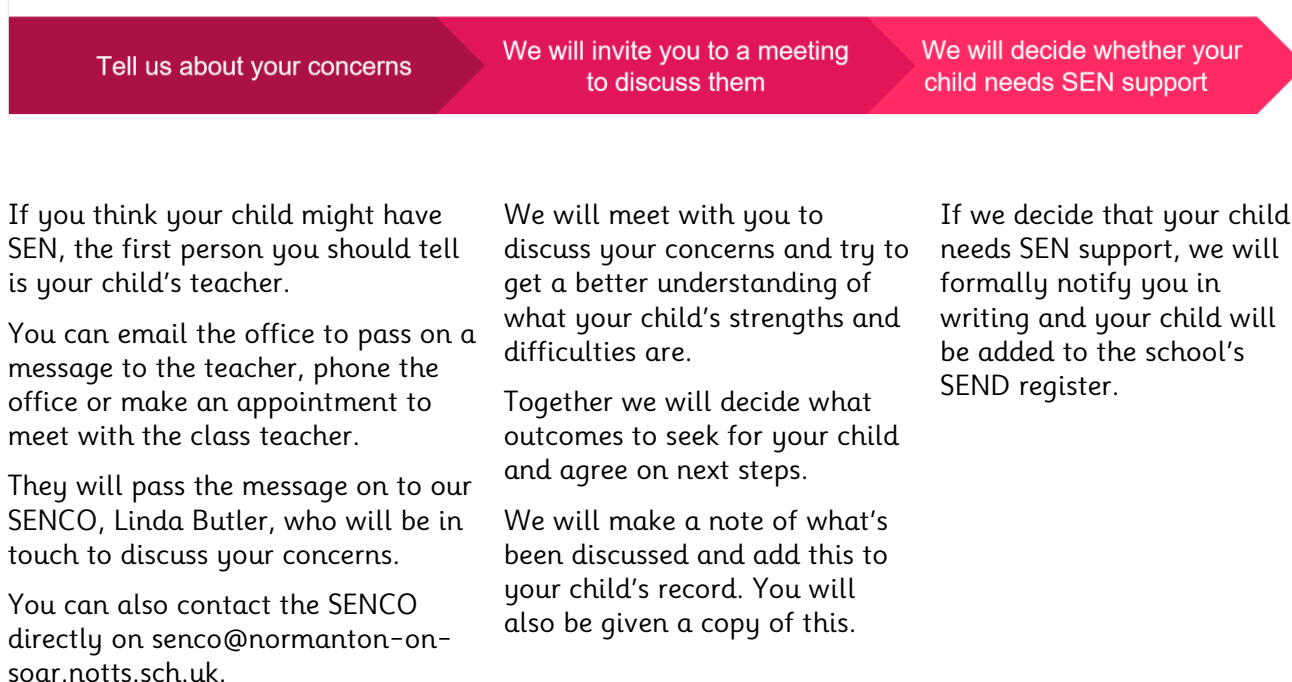 Tell us about your concerns
We will invite you to a meeting
to discuss them
We will decide whether your
child needs SEN support
If you think your child might have
SEN, the first person you should tell
is your child's teacher.
You can email the office to pass on a
message to the teacher, phone the
office or make an appointment to
meet with the class teacher.
They will pass the message on to our
SENCO, Linda Butler, who will be in
touch to discuss your concerns.
You can also contact the SENCO
directly on senco@normanton-on-
soar.notts.sch.uk.
We will meet with you to
discuss your concerns and try to
get a better understanding of
what your child's strengths and
difficulties are.
Together we will decide what
outcomes to seek for your child
and agree on next steps.
We will make a note of what's
been discussed and add this to
your child's record. You will
also be given a copy of this.
If we decide that your child
needs SEN support, we will
formally notify you in
writing and your child will
be added to the school's
SEND register.